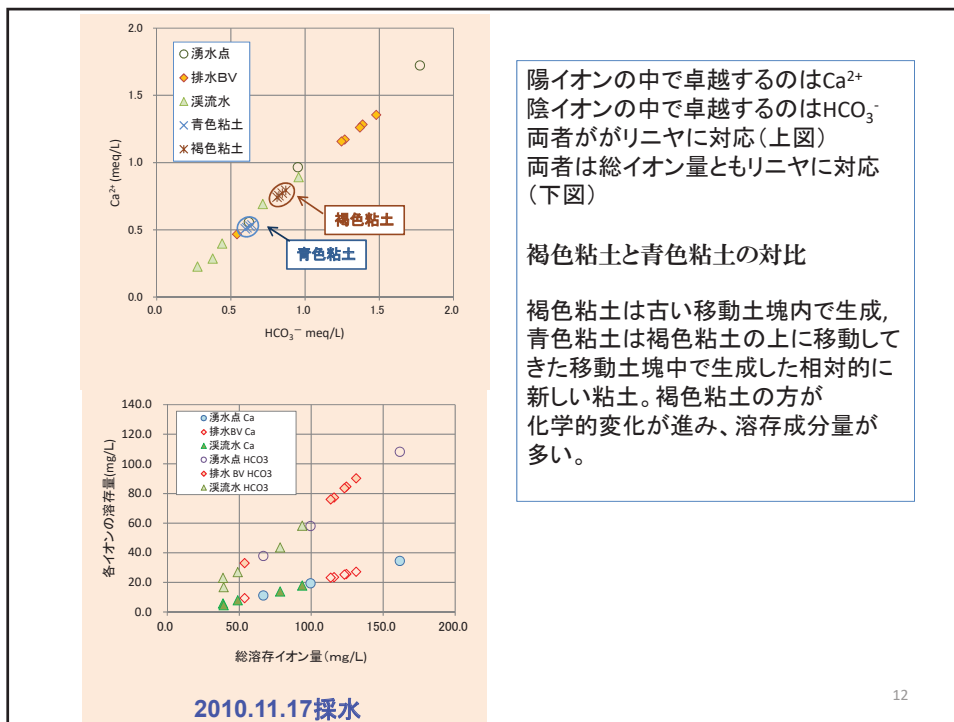 2.0
1.5
1.0
0.5
0.0
0.0
0.5
1.0
1.5
2.0
Ca²⁺ (meq/L)
HCO₃⁻ meq/L)
湧水点
排水BV
渓流水
青色粘土
褐色粘土
褐色粘土
青色粘土
140.0
120.0
100.0
80.0
60.0
40.0
20.0
0.0
0.0
50.0
100.0
150.0
200.0
各イオンの溶存量(mg/L)
総溶存イオン量(mg/L)
湧水点 Ca
排水BV Ca
渓流水 Ca
湧水点 HCO3
排水 BV HCO3
渓流水 HCO3
2010.11.17採水
陽イオンの中で卓越するのはCa²⁺
陰イオンの中で卓越するのはHCO₃⁻
両者ががリニヤに対応(上図)
両者は総イオン量ともリニヤに対応
(下図)
褐色粘土と青色粘土の対比
褐色粘土は古い移動土塊内で生成,
青色粘土は褐色粘土の上に移動して
きた移動土塊中で生成した相対的に
新しい粘土。褐色粘土の方が
化学的変化が進み、溶存成分量が
多い。
12